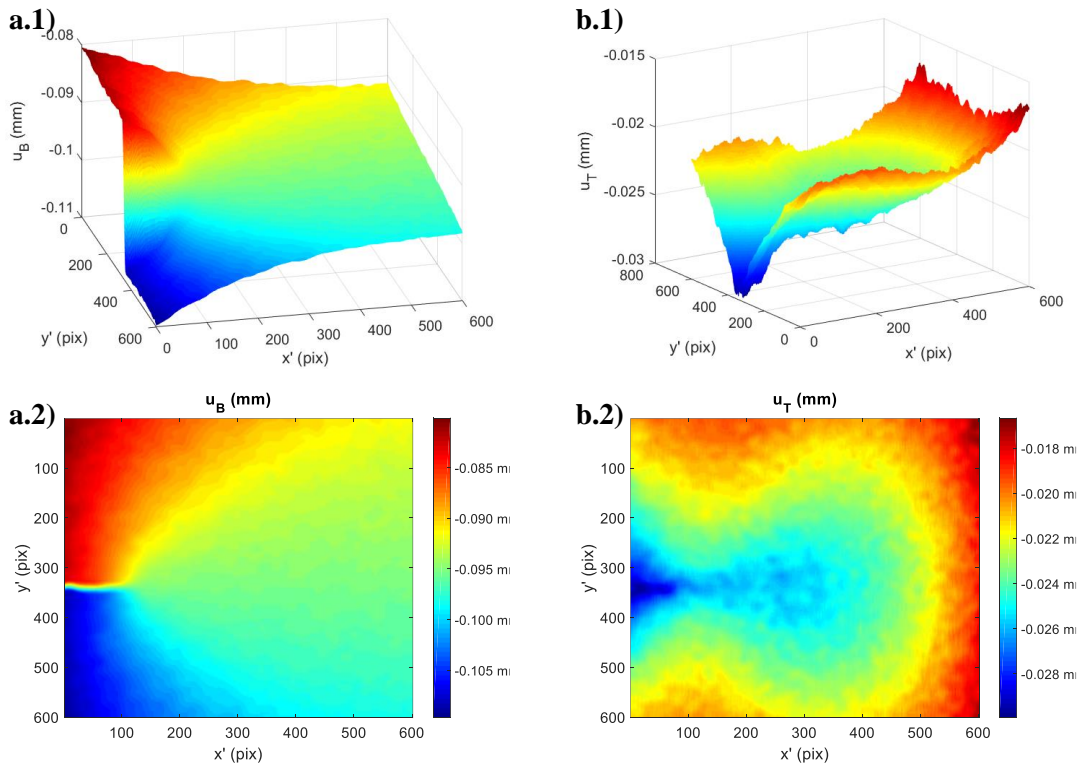 a.1)
-0.08
-0.09
-0.1
-0.11
u_B (mm)
0
200
400
600
y' (pix)
0
100
200
300
400
500
600
x' (pix)
b.1)
-0.015
-0.02
-0.025
-0.03
u_T (mm)
800
600
400
200
0
y' (pix)
0
200
400
600
x' (pix)
a.2)
u_B (mm)
100
200
300
400
500
600
y' (pix)
100
200
300
400
500
600
x' (pix)
-0.085 m
-0.090 m
-0.095 m
-0.100 m
-0.105 m
b.2)
u_T (mm)
100
200
300
400
500
600
y' (pix)
100
200
300
400
500
600
x' (pix)
-0.018 m
-0.020 m
-0.022 m
-0.024 m
-0.026 m
-0.028 m